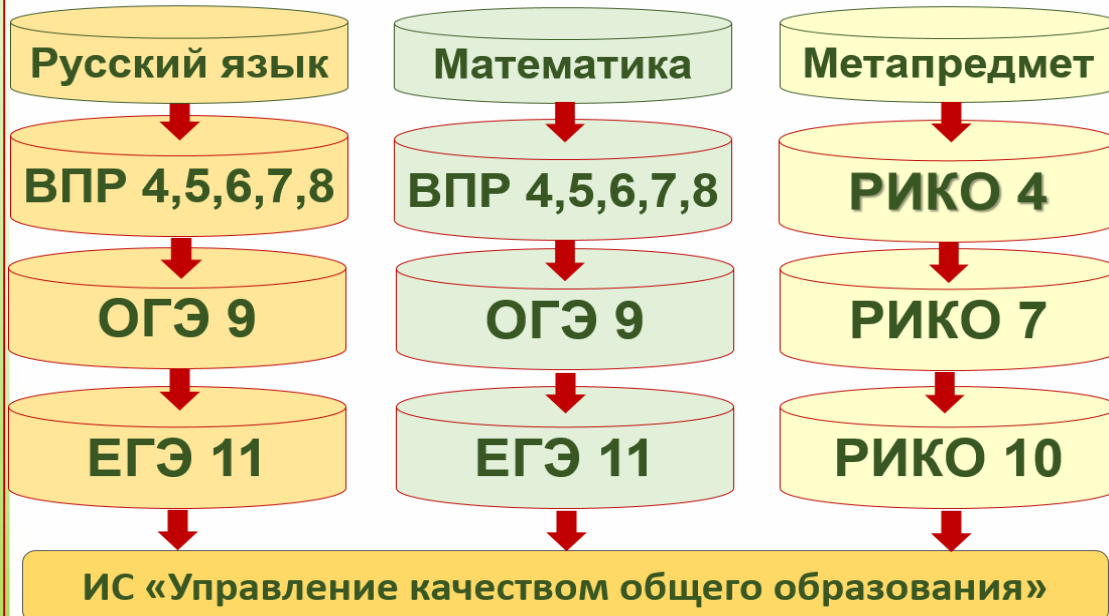 Русский язык
ВПР 4,5,6,7,8
ОГЭ 9
ЕГЭ 11
Математика
ВПР 4,5,6,7,8
ОГЭ 9
ЕГЭ 11
Метапредмет
РИКО 4
РИКО 7
РИКО 10
ИС «Управление качеством общего образования»